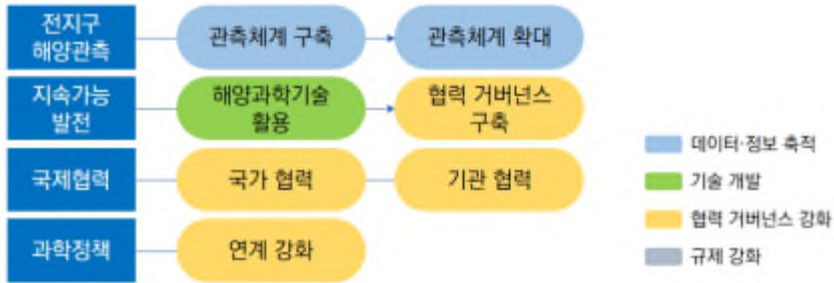 전지구
해양관측
관측체계 구축
관측체계 확대
지속가능
발전
해양과학기술
활용
협력 거버넌스
구축
국제협력
국가 협력
기관 협력
과학정책
연계 강화
데이터·정보 축적
기술 개발
협력 거버넌스 강화
규제 강화